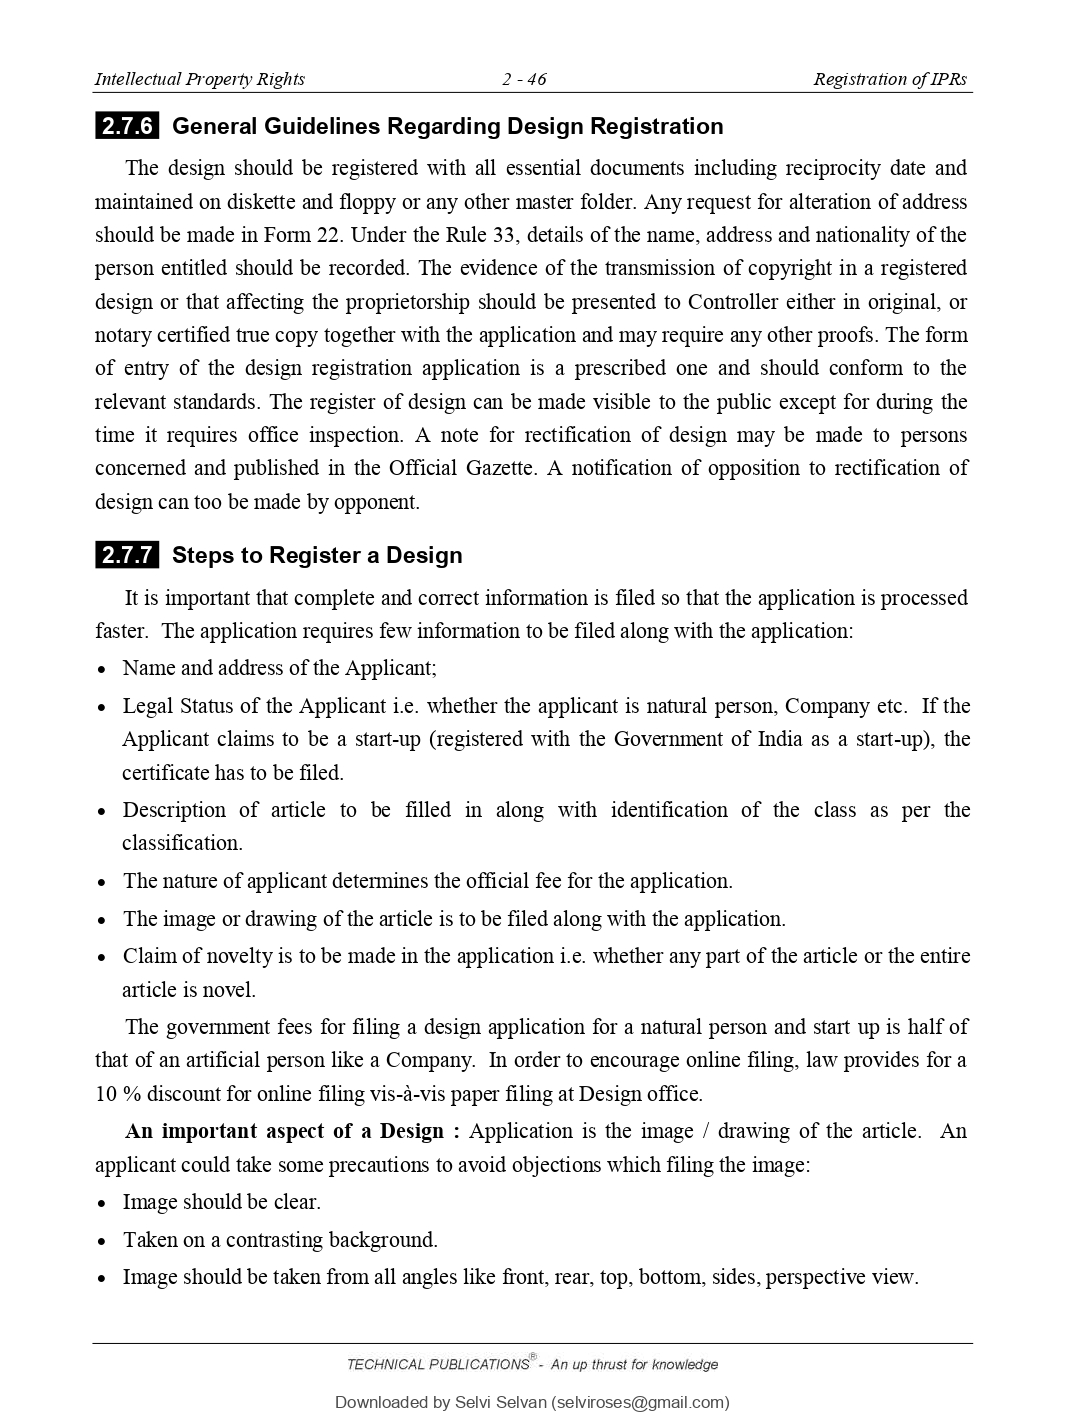 Intellectual Property Rights 2 - 46 Registration of IPRs
2.7.6 General Guidelines Regarding Design Registration
The design should be registered with all essential documents including reciprocity date and
maintained on diskette and floppy or any other master folder. Any request for alteration of address
should be made in Form 22. Under the Rule 33, details of the name, address and nationality of the
person entitled should be recorded. The evidence of the transmission of copyright in a registered
design or that affecting the proprietorship should be presented to Controller either in original, or
notary certified true copy together with the application and may require any other proofs. The form
of entry of the design registration application is a prescribed one and should conform to the
relevant standards. The register of design can be made visible to the public except for during the
time it requires office inspection. A note for rectification of design may be made to persons
concerned and published in the Official Gazette. A notification of opposition to rectification of
design can too be made by opponent.
2.7.7 Steps to Register a Design
It is important that complete and correct information is filed so that the application is processed
faster. The application requires few information to be filed along with the application:
• Name and address of the Applicant;
• Legal Status of the Applicant i.e. whether the applicant is natural person, Company etc. If the
Applicant claims to be a start-up (registered with the Government of India as a start-up), the
certificate has to be filed.
• Description of article to be filled in along with identification of the class as per the
classification.
• The nature of applicant determines the official fee for the application.
• The image or drawing of the article is to be filed along with the application.
• Claim of novelty is to be made in the application i.e. whether any part of the article or the entire
article is novel.
The government fees for filing a design application for a natural person and start up is half of
that of an artificial person like a Company. In order to encourage online filing, law provides for a
10 % discount for online filing vis-à-vis paper filing at Design office.
An important aspect of a Design : Application is the image / drawing of the article. An
applicant could take some precautions to avoid objections which filing the image:
• Image should be clear.
• Taken on a contrasting background.
• Image should be taken from all angles like front, rear, top, bottom, sides, perspective view.
TECHNICAL PUBLICATIONS® - An up thrust for knowledge
Downloaded by Selvi Selvan (selviroses@gmail.com)